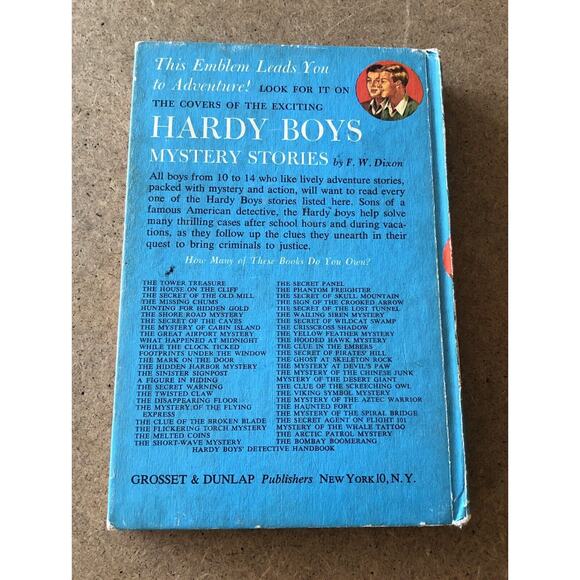 This Emblem Leads You
to Adventure! LOOK FOR IT ON
THE COVERS OF THE EXCITING
HARDY BOYS
MYSTERY STORIES by F. W. Dixon
All boys from 10 to 14 who like lively adventure stories,
packed with mystery and action, will want to read every
one of the Hardy Boys stories listed here. Sons of a
famous American detective, the Hardy boys help solve
many thrilling cases after school hours and during vaca-
tions, as they follow up the clues they unearth in their
quest to bring criminals to justice.
How Many of These Books Do You Own?
THE TOWER TREASURE
THE HOUSE ON THE CLIFF
THE SECRET OF THE OLD MILL
THE MISSING CHUMS
HUNTING FOR HIDDEN GOLD
THE SHORE ROAD MYSTERY
THE SECRET OF THE CAVES
THE MYSTERY OF CABIN ISLAND
THE GREAT AIRPORT MYSTERY
WHAT HAPPENED AT MIDNIGHT
WHILE THE CLOCK TICKED
FOOTPRINTS UNDER THE WINDOW
THE MARK ON THE DOOR
THE HIDDEN HARBOR MYSTERY
THE SINISTER SIGNPOST
A FIGURE IN HIDING
THE SECRET WARNING
THE TWISTED CLAW
THE DISAPPEARING FLOOR
THE MYSTERY OF THE FLYING
EXPRESS
THE CLUE OF THE BROKEN BLADE
THE FLICKERING TORCH MYSTERY
THE MELTED COINS
THE SHORT-WAVE MYSTERY
THE SECRET PANEL
THE PHANTOM FREIGHTER
THE SECRET OF SKULL MOUNTAIN
THE SIGN OF THE CROOKED ARROW
THE SECRET OF THE LOST TUNNEL
THE WAILING SIREN MYSTERY
THE SECRET OF WILDCAT SWAMP
THE CRISSCROSS SHADOW
THE YELLOW FEATHER MYSTERY
THE HOODED HAWK MYSTERY
THE CLUE IN THE EMBERS
THE SECRET OF PIRATES' HILL
THE GHOST AT SKELETON ROCK
THE MYSTERY AT DEVIL'S PAW
THE MYSTERY OF THE CHINESE JUNK
MYSTERY OF THE DESERT GIANT
THE CLUE OF THE SCREECHING OWL
THE VIKING SYMBOL MYSTERY
THE MYSTERY OF THE AZTEC WARRIOR
THE HAUNTED FORT
THE MYSTERY OF THE SPIRAL BRIDGE
THE SECRET AGENT ON FLIGHT 101
MYSTERY OF THE WHALE TATTOO
THE ARCTIC PATROL MYSTERY
THE BOMBAY BOOMERANG
HARDY BOYS' DETECTIVE HANDBOOK
GROSSET & DUNLAP Publishers NEW YORK 10, N. Y.